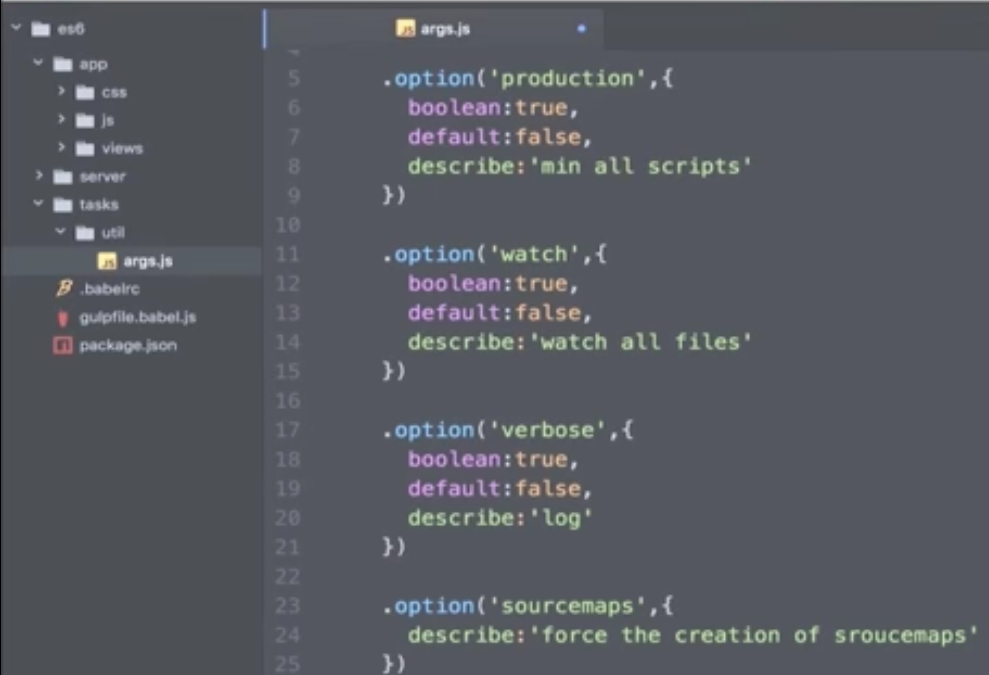 es6
app
css
js
views
server
tasks
util
args.js
.babelrc
gulpfile.babel.js
package.json
args.js
5 .option('production',{
6 boolean:true,
7 default:false,
8 describe:'min all scripts'
9 })
10
11 .option('watch',{
12 boolean:true,
13 default:false,
14 describe:'watch all files'
15 })
16
17 .option('verbose',{
18 boolean:true,
19 default:false,
20 describe:'log'
21 })
22
23 .option('sourcemaps',{
24 describe:'force the creation of sroucemaps'
25 })